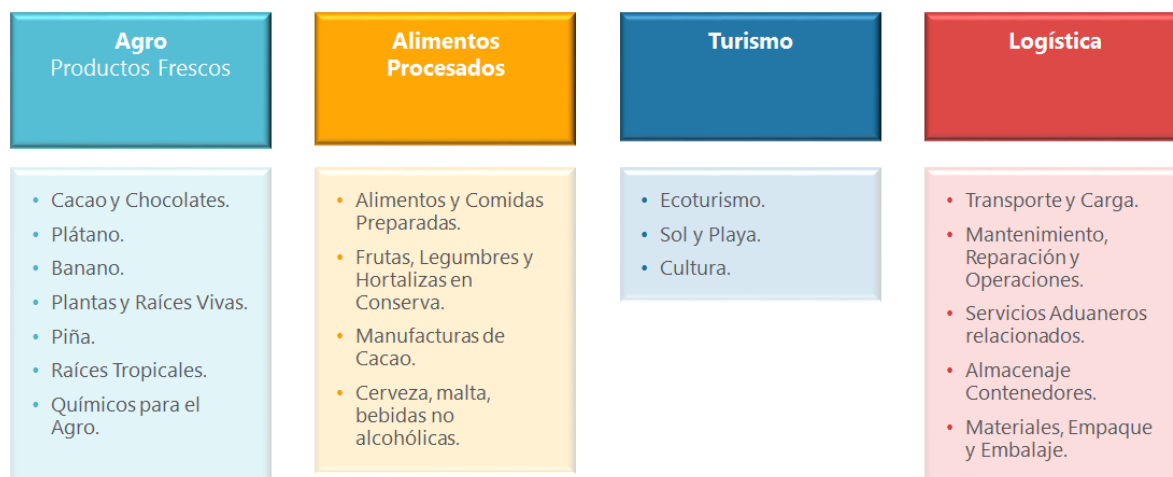 Agro
Productos Frescos
• Cacao y Chocolates.
• Plátano.
• Banano.
• Plantas y Raíces Vivas.
• Piña.
• Raíces Tropicales.
• Químicos para el
Agro.
Alimentos
Procesados
• Alimentos y Comidas
Preparadas.
• Frutas, Legumbres y
Hortalizas en
Conserva.
• Manufacturas de
Cacao.
• Cerveza, malta,
bebidas no
alcohólicas.
Turismo
• Ecoturismo.
• Sol y Playa.
• Cultura.
Logística
• Transporte y Carga.
• Mantenimiento,
Reparación y
Operaciones.
• Servicios Aduaneros
relacionados.
• Almacenaje
Contenedores.
• Materiales, Empaque
y Embalaje.